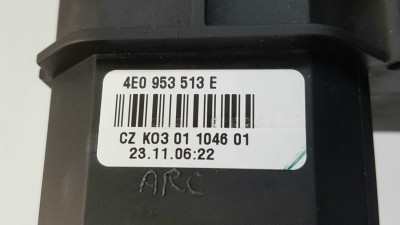 4E0 953 513 E
CZ K03 01 1046 01
23.11.06:22
ARC